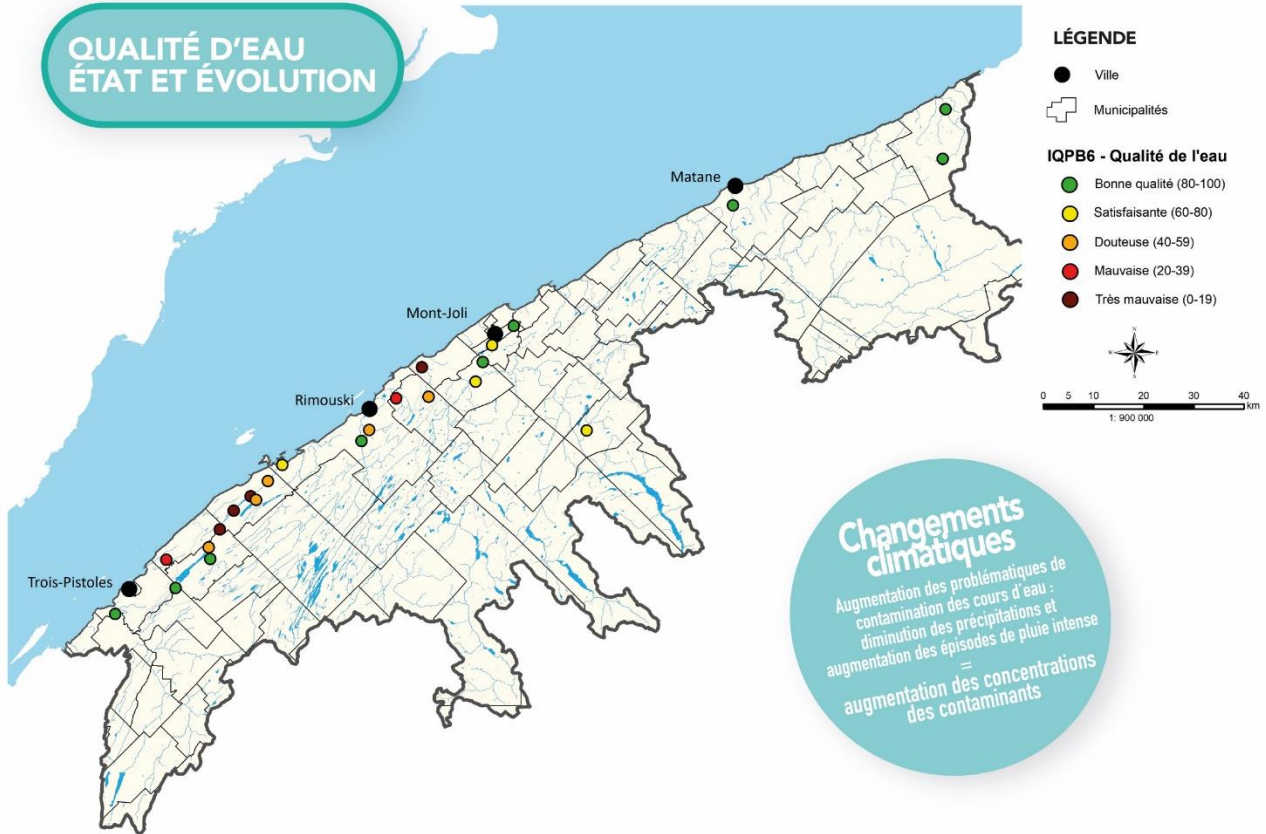 QUALITÉ D'EAU
ÉTAT ET ÉVOLUTION
LÉGENDE
Ville
Municipalités
IQPB6 - Qualité de l'eau
Bonne qualité (80-100)
Satisfaisante (60-80)
Douteuse (40-59)
Mauvaise (20-39)
Très mauvaise (0-19)
N
W E
S
0 5 10 20 30 40
km
1: 900 000
Matane
Mont-Joli
Rimouski
Trois-Pistoles
Changements
climatiques
Augmentation des problématiques de
contamination des cours d'eau :
diminution des précipitations et
augmentation des épisodes de pluie intense
=
augmentation des concentrations
des contaminants